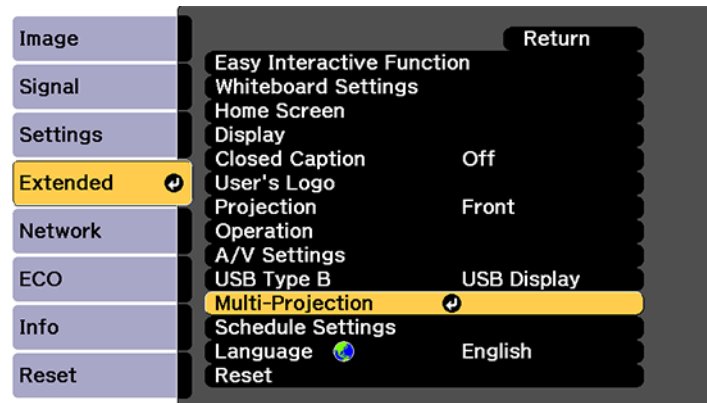 Image
Signal
Settings
Extended
Network
ECO
Info
Reset
Return
Easy Interactive Function
Whiteboard Settings
Home Screen
Display
Closed Caption Off
User's Logo
Projection Front
Operation
A/V Settings
USB Type B USB Display
Multi-Projection
Schedule Settings
Language English
Reset